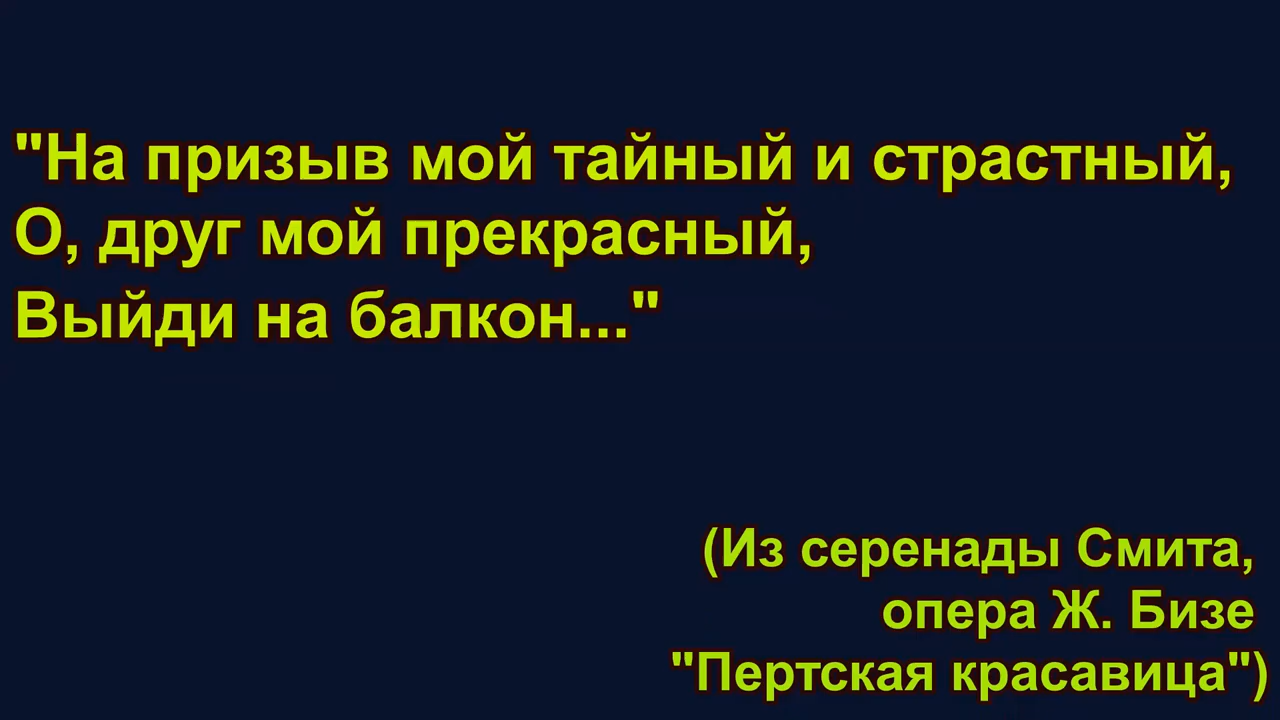 "На призыв мой тайный и страстный,
О, друг мой прекрасный,
Выйди на балкон..."
(Из серенады Смита,
опера Ж. Бизе
"Пертская красавица")